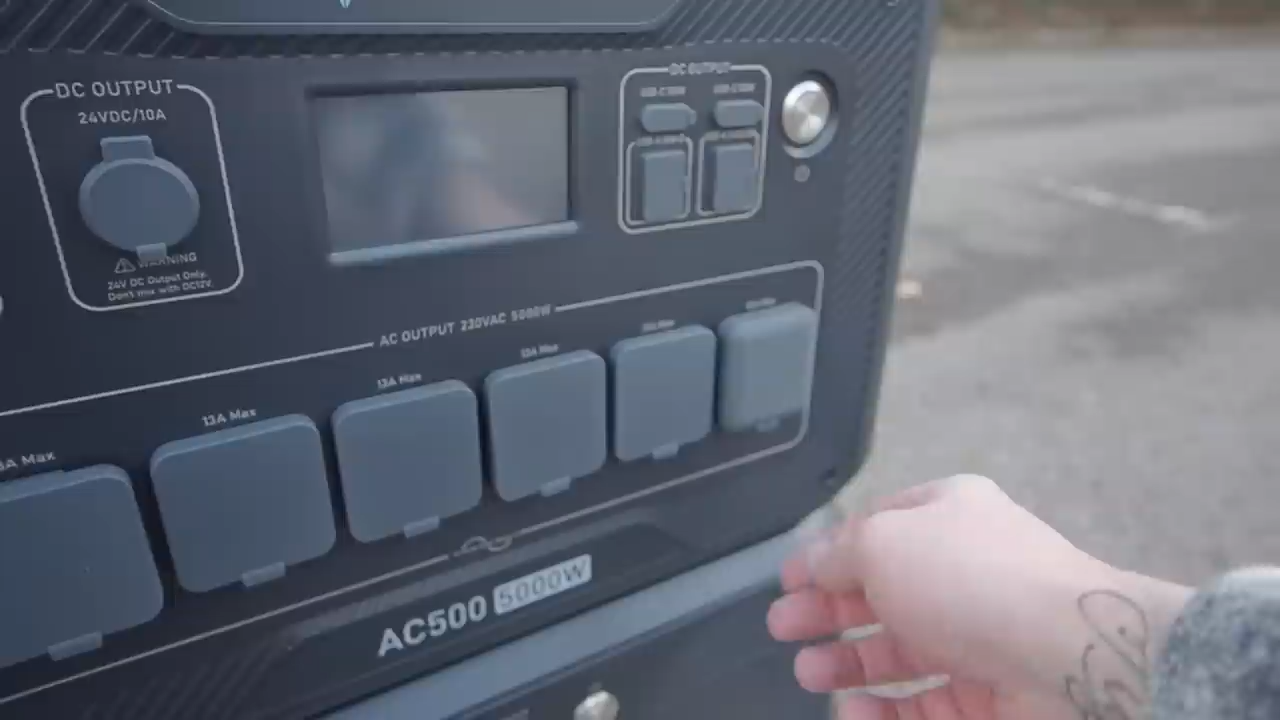 DC OUTPUT
24VDC/10A
WARNING
24V DC Output Only.
Don't mix with DC12V.
DC OUTPUT
AC OUTPUT 230VAC 5000W
13A Max
13A Max
13A Max
AC500 5000W